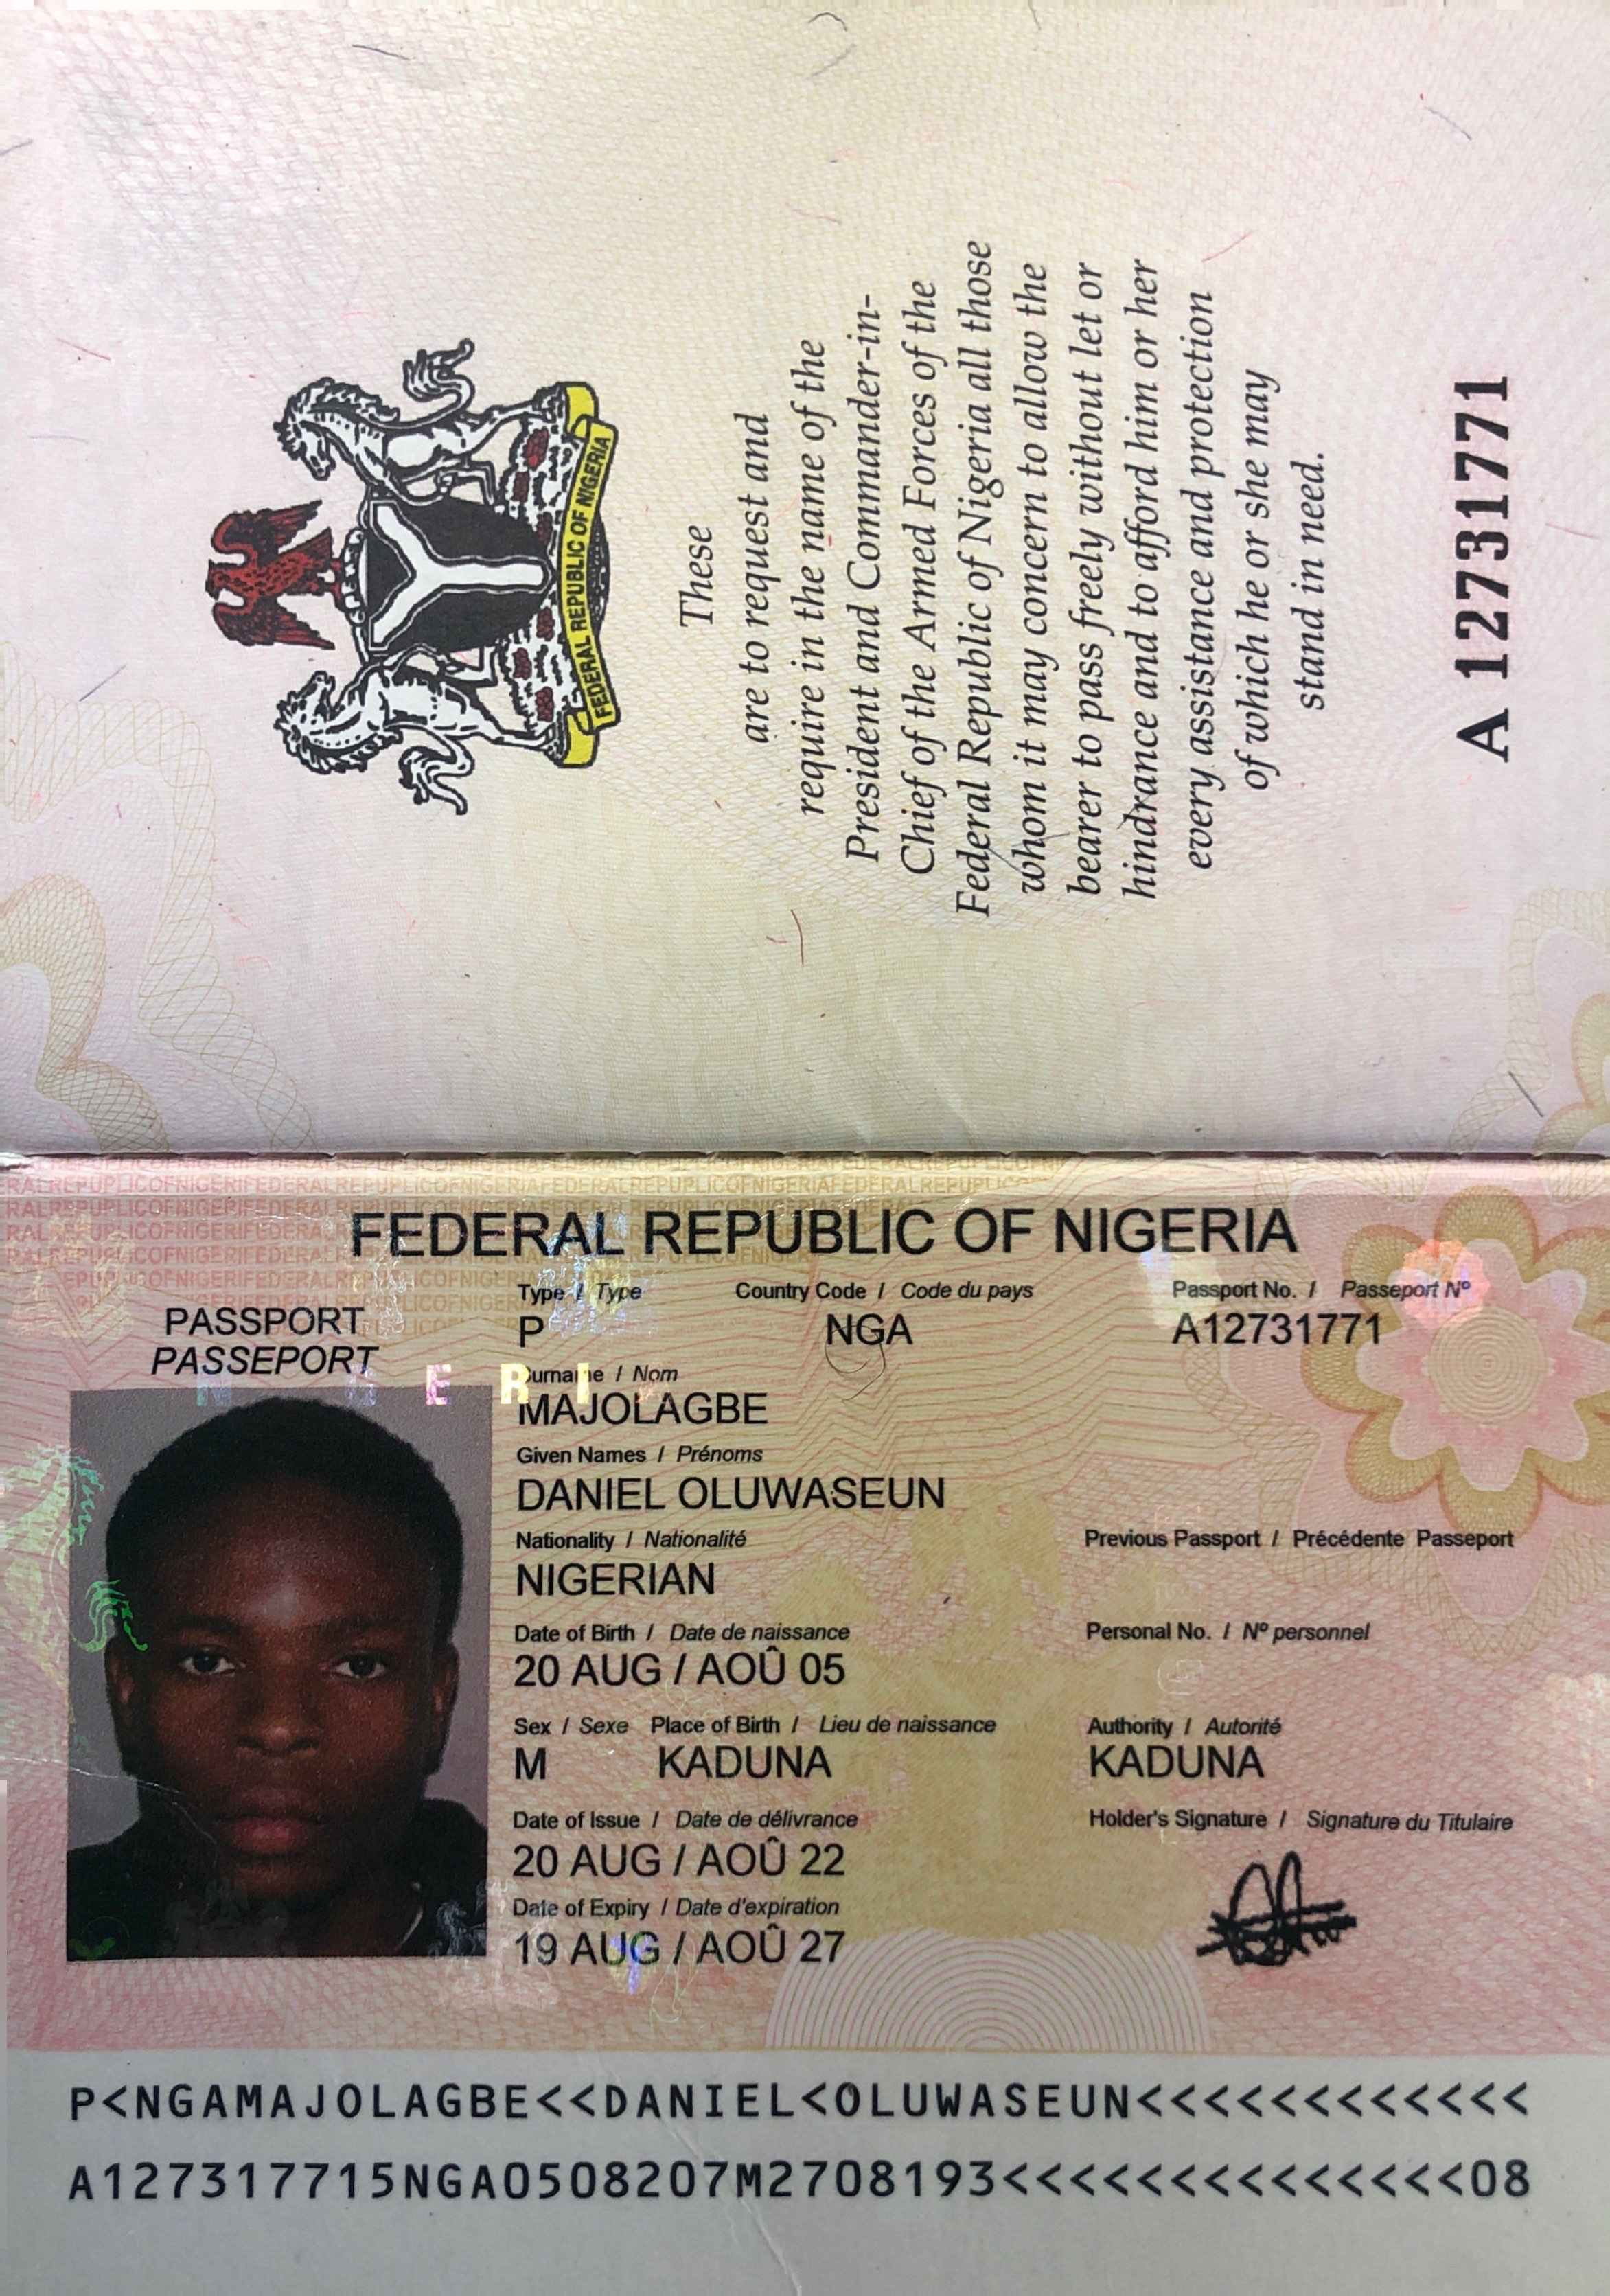 FEDERAL REPUBLIC OF NIGERIA
These
are to request and
require in the name of the
President and Commander-in-
Chief of the Armed Forces of the
Federal Republic of Nigeria all those
whom it may concern to allow the
bearer to pass freely without let or
hindrance and to afford him or her
every assistance and protection
of which he or she may
stand in need.
A 12731771
FEDERAL REPUBLIC OF NIGERIA
PASSPORT
PASSEPORT
Type / Type
Country Code / Code du pays
Passport No. / Passeport Nº
P
NGA
A12731771
Surname / Nom
MAJOLAGBE
Given Names / Prénoms
DANIEL OLUWASEUN
Nationality / Nationalité
Previous Passport / Précédente Passeport
NIGERIAN
Date of Birth / Date de naissance
Personal No. / Nº personnel
20 AUG / AOÛ 05
Sex / Sexe Place of Birth / Lieu de naissance
Authority / Autorité
M KADUNA
KADUNA
Date of Issue / Date de délivrance
Holder's Signature / Signature du Titulaire
20 AUG / AOÛ 22
Date of Expiry / Date d'expiration
19 AUG / AOÛ 27
P<NGAMAJOLAGBE<<DANIEL<OLUWASEUN<<<<<<<<<<<<
A127317715NGA0508207M2708193<<<<<<<<<<<<<<08